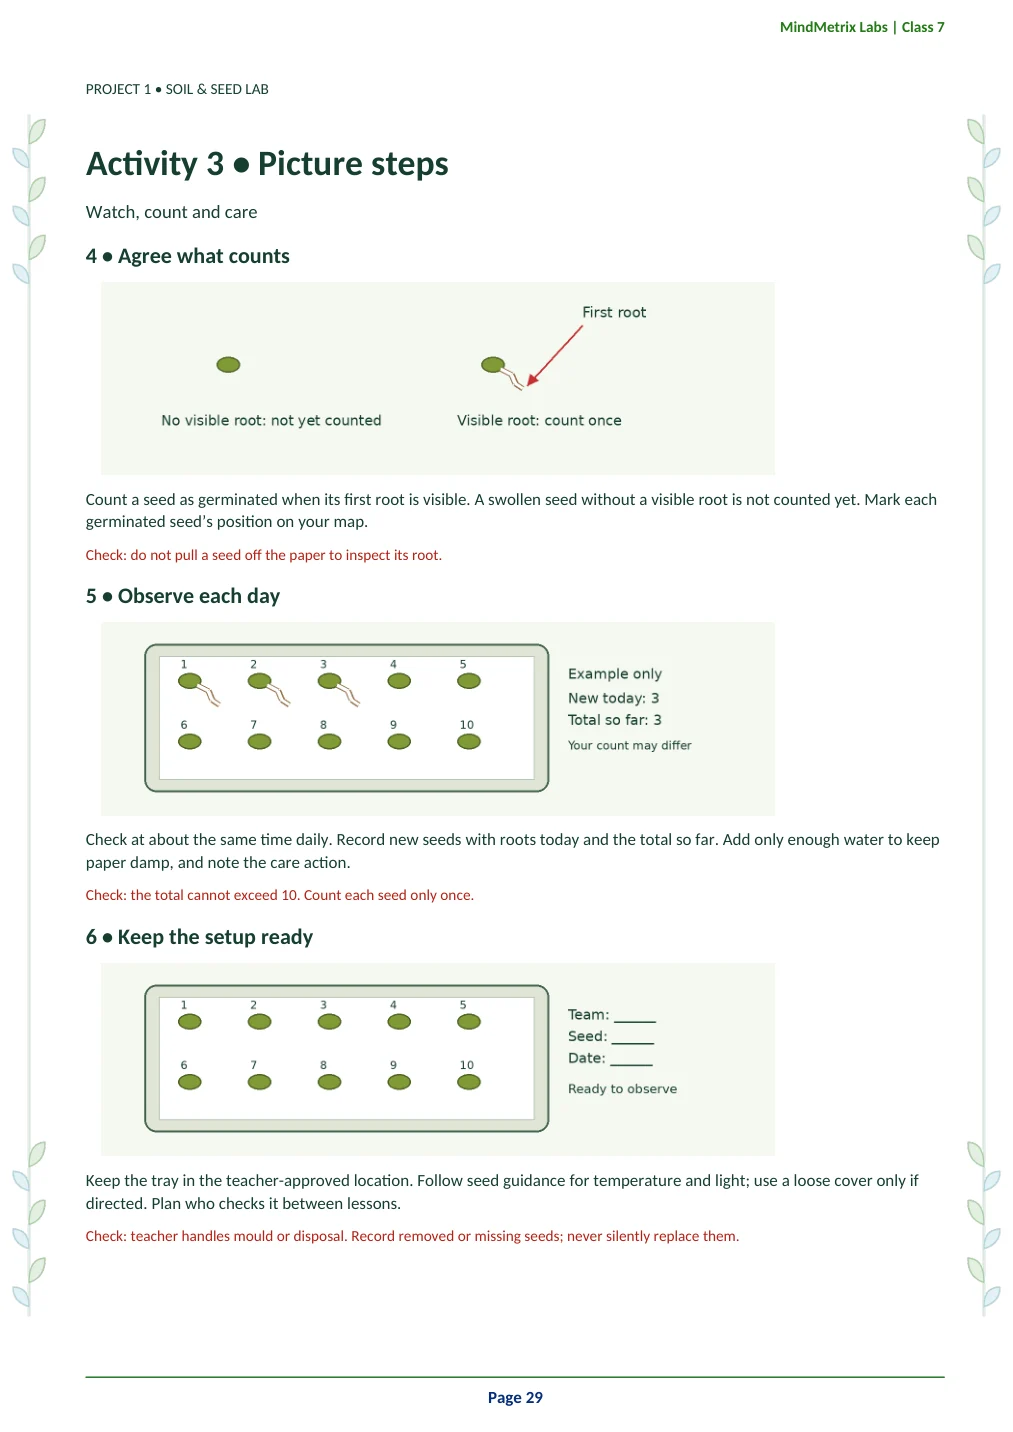 MindMetrix Labs | Class 7
PROJECT 1 ● SOIL & SEED LAB
Activity 3 ● Picture steps
Watch, count and care
4 ● Agree what counts
First root
No visible root: not yet counted
Visible root: count once
Count a seed as germinated when its first root is visible. A swollen seed without a visible root is not counted yet. Mark each
germinated seed’s position on your map.
Check: do not pull a seed off the paper to inspect its root.
5 ● Observe each day
1 2 3 4 5
6 7 8 9 10
Example only
New today: 3
Total so far: 3
Your count may differ
Check at about the same time daily. Record new seeds with roots today and the total so far. Add only enough water to keep
paper damp, and note the care action.
Check: the total cannot exceed 10. Count each seed only once.
6 ● Keep the setup ready
1 2 3 4 5
6 7 8 9 10
Team: _____
Seed: _____
Date: _____
Ready to observe
Keep the tray in the teacher-approved location. Follow seed guidance for temperature and light; use a loose cover only if
directed. Plan who checks it between lessons.
Check: teacher handles mould or disposal. Record removed or missing seeds; never silently replace them.
Page 29